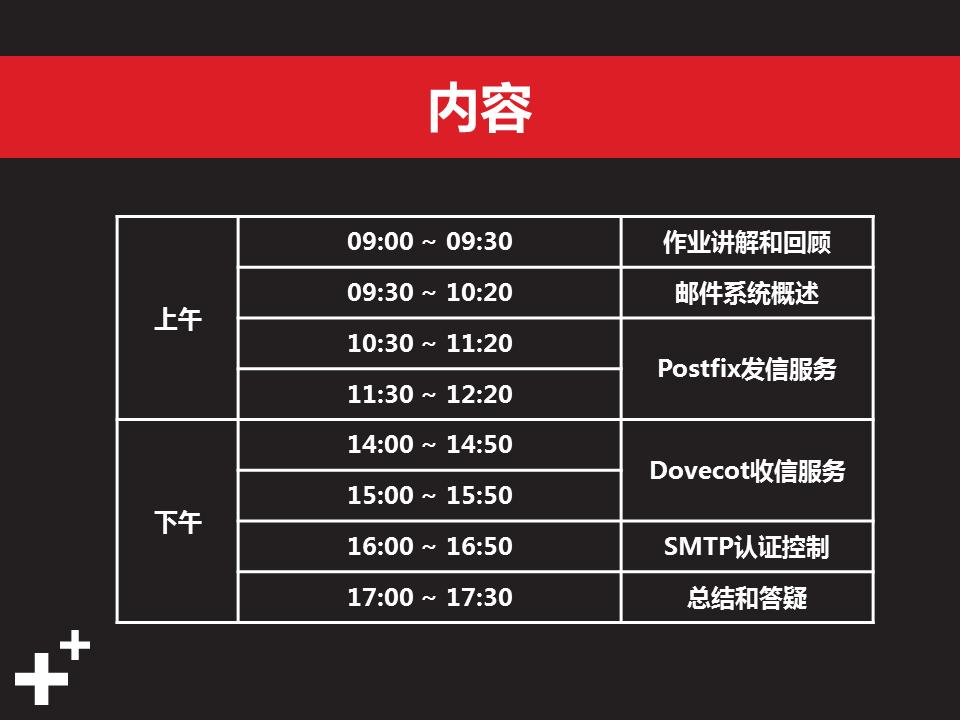 内容
上午
09:00 ~ 09:30
作业讲解和回顾
09:30 ~ 10:20
邮件系统概述
10:30 ~ 11:20
Postfix发信服务
11:30 ~ 12:20
下午
14:00 ~ 14:50
Dovecot收信服务
15:00 ~ 15:50
16:00 ~ 16:50
SMTP认证控制
17:00 ~ 17:30
总结和答疑